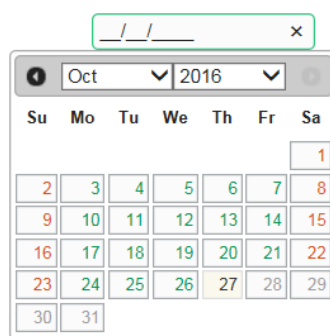 __/__/____ ×
Oct 2016
Su Mo Tu We Th Fr Sa
1
2 3 4 5 6 7 8
9 10 11 12 13 14 15
16 17 18 19 20 21 22
23 24 25 26 27 28 29
30 31